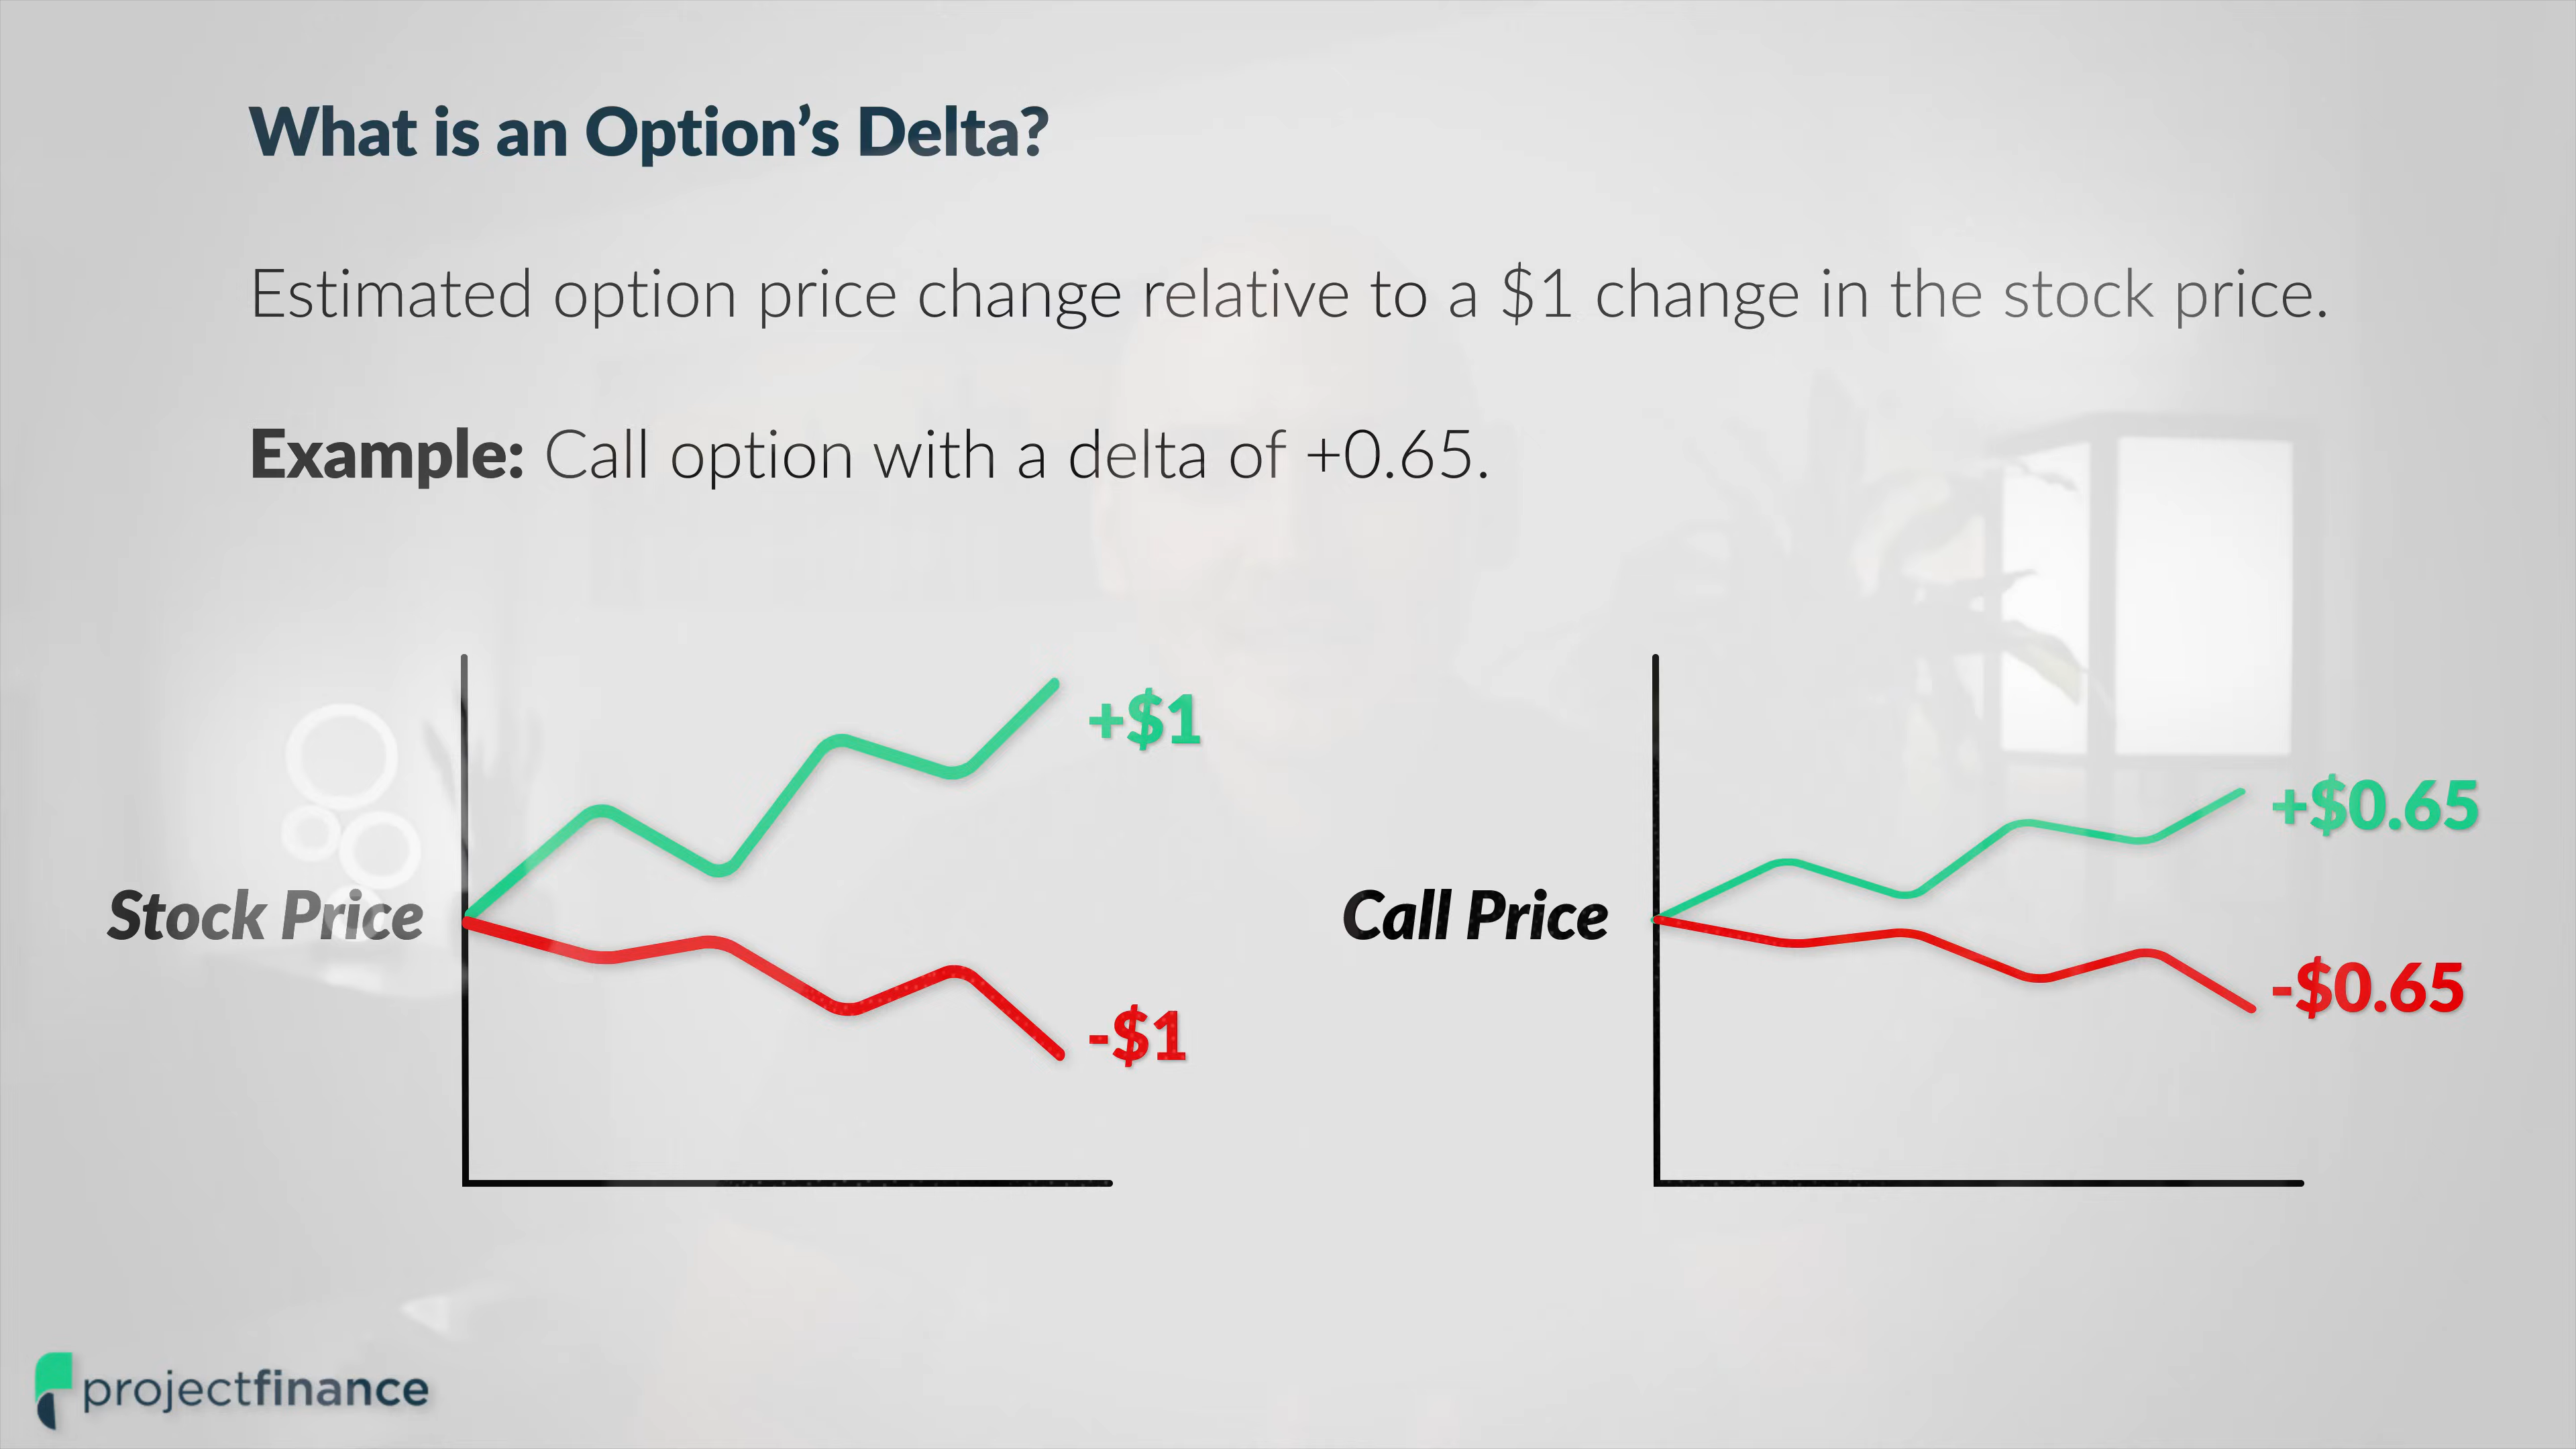 What is an Option’s Delta?
Estimated option price change relative to a $1 change in the stock price.
Example: Call option with a delta of +0.65.
+$1
Stock Price
-$1
+$0.65
Call Price
-$0.65
projectfinance